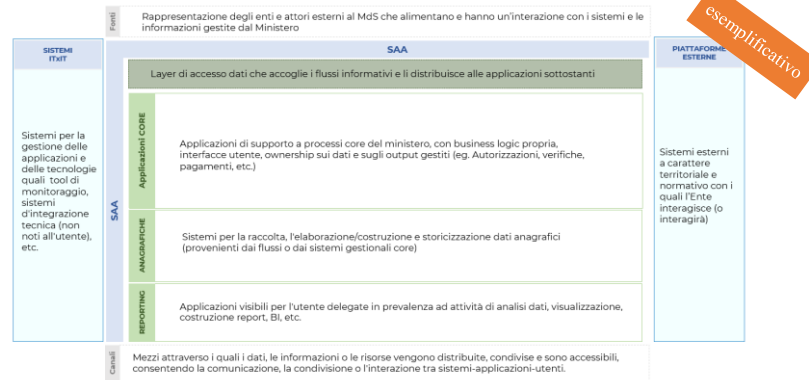 Fonti
Rappresentazione degli enti e attori esterni al MdS che alimentano e hanno un'interazione con i sistemi e le
informazioni gestite dal Ministero
esemplificativo
SISTEMI
ITxIT
Sistemi per la
gestione delle
applicazioni e
delle tecnologie
quali tool di
monitoraggio,
sistemi
d'integrazione
tecnica (non
noti all'utente),
etc.
SAA
SAA
Layer di accesso dati che accoglie i flussi informativi e li distribuisce alle applicazioni sottostanti
Applicazioni CORE
Applicazioni di supporto a processi core del ministero, con business logic propria,
interfacce utente, ownership sui dati e sugli output gestiti (eg. Autorizzazioni, verifiche,
pagamenti, etc.)
ANAGRAFICHE
Sistemi per la raccolta, l'elaborazione/costruzione e storicizzazione dati anagrafici
(provenienti dai flussi o dai sistemi gestionali core)
REPORTING
Applicazioni visibili per l'utente delegate in prevalenza ad attività di analisi dati, visualizzazione,
costruzione report, BI, etc.
PIATTAFORME
ESTERNE
Sistemi esterni
a carattere
territoriale e
normativo con i
quali l'Ente
interagisce (o
interagirà)
Canali
Mezzi attraverso i quali i dati, le informazioni o le risorse vengono distribuite, condivise e sono accessibili,
consentendo la comunicazione, la condivisione o l'interazione tra sistemi-applicazioni-utenti.